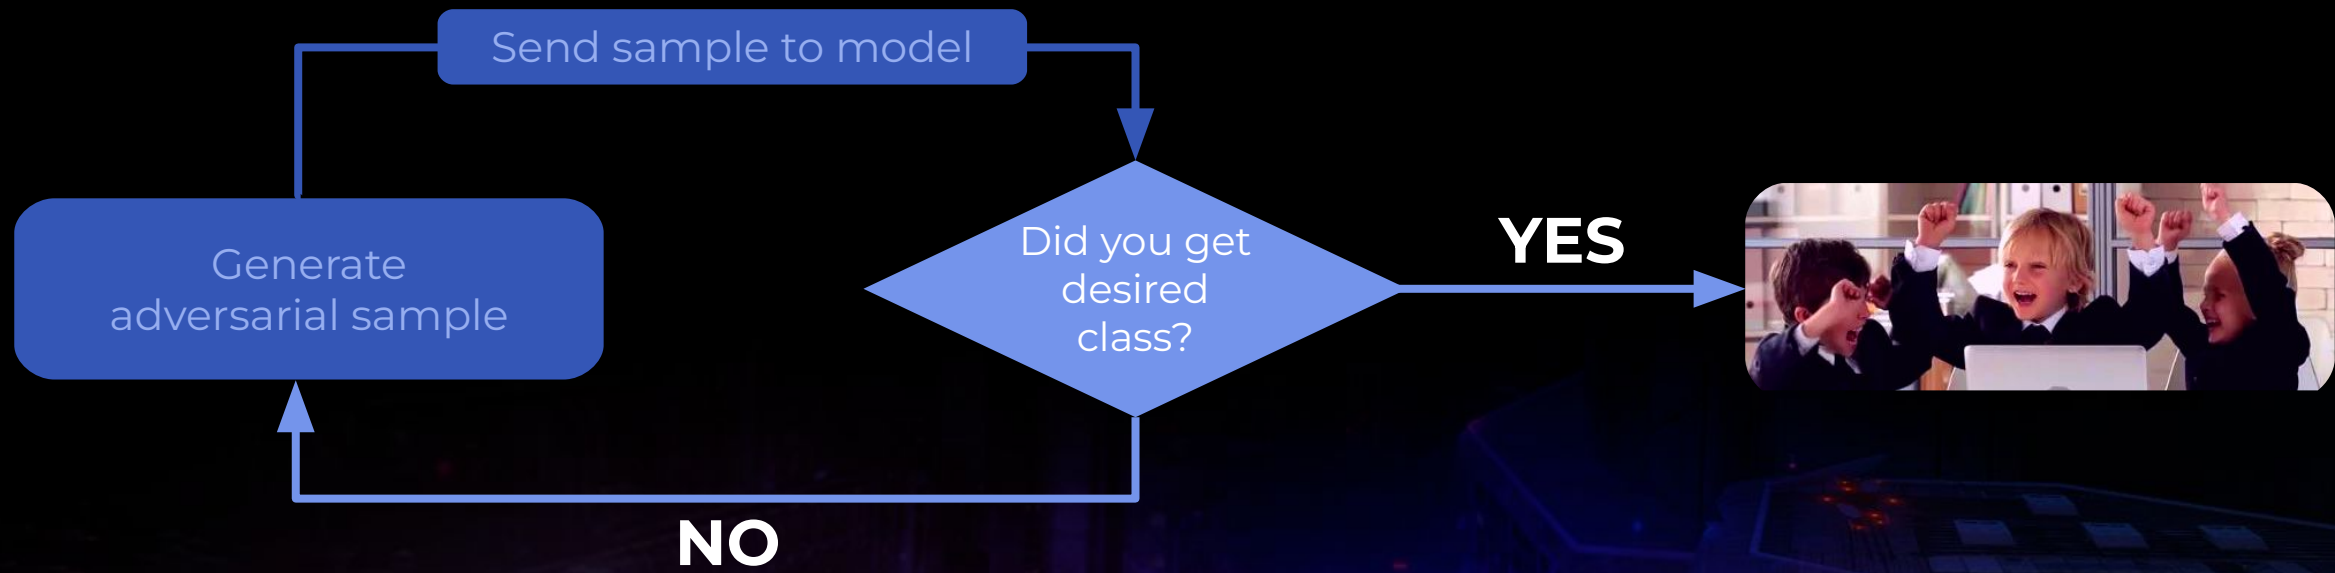 Send sample to model
Generate
adversarial sample
Did you get
desired
class?
YES
NO